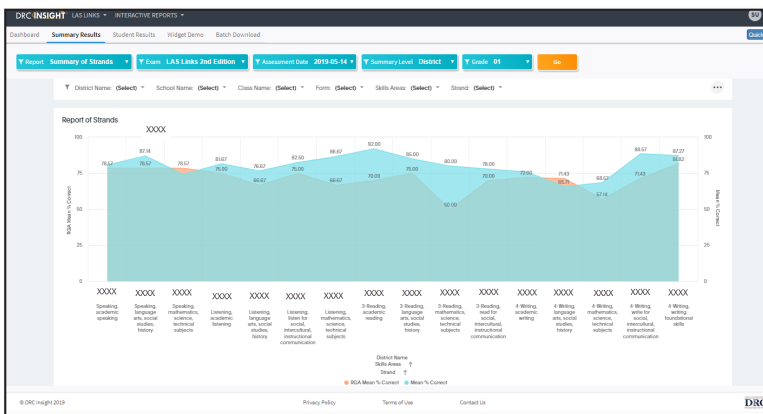 DRC INSIGHT LAS LINKS INTERACTIVE REPORTS SU
Dashboard Summary Results Student Results Widget Demo Batch Download Quick
Report Summary of Strands Exam LAS Links 2nd Edition Assessment Date 2019-05-14 Summary Level District Grade 01 Go
District Name: (Select) School Name: (Select) Class Name: (Select) Form: (Select) Skills Areas: (Select) Strand: (Select) ...
Report of Strands
XXXX
100 100
92.00
87.14 86.67 88.57 87.27
81.67 82.50 85.00 81.82
78.57 78.57 78.57 76.67 80.00 78.00
75 75.00 75.00 75.00 72.00 71.43 71.43 75
66.67 66.67 70.00 70.00 65.71 68.57
57.14
50 50.00 50
25 25
0 0
RGA Mean % Correct
Mean % Correct
XXXX XXXX XXXX XXXX XXXX XXXX XXXX XXXX XXXX XXXX XXXX XXXX XXXX XXXX XXXX
Speaking, academic speaking
Speaking, language arts, social studies, history
Speaking, mathematics, science, technical subjects
Listening, academic listening
Listening, language arts, social studies, history
Listening, listen for social, intercultural, instructional communication
Listening, mathematics, science, technical subjects
3-Reading, academic reading
3-Reading, language arts, social studies, history
3-Reading, mathematics, science, technical subjects
3-Reading, read for social, intercultural, instructional communication
4-Writing, academic writing
4-Writing, language arts, social studies, history
4-Writing, mathematics, science, technical subjects
4-Writing, write for social, intercultural, instructional communication
4-Writing, writing foundational skills
District Name
Skills Areas ↑
Strand ↑
RGA Mean % Correct Mean % Correct
© DRC Insight 2019 Privacy Policy Terms of Use Contact Us DRC